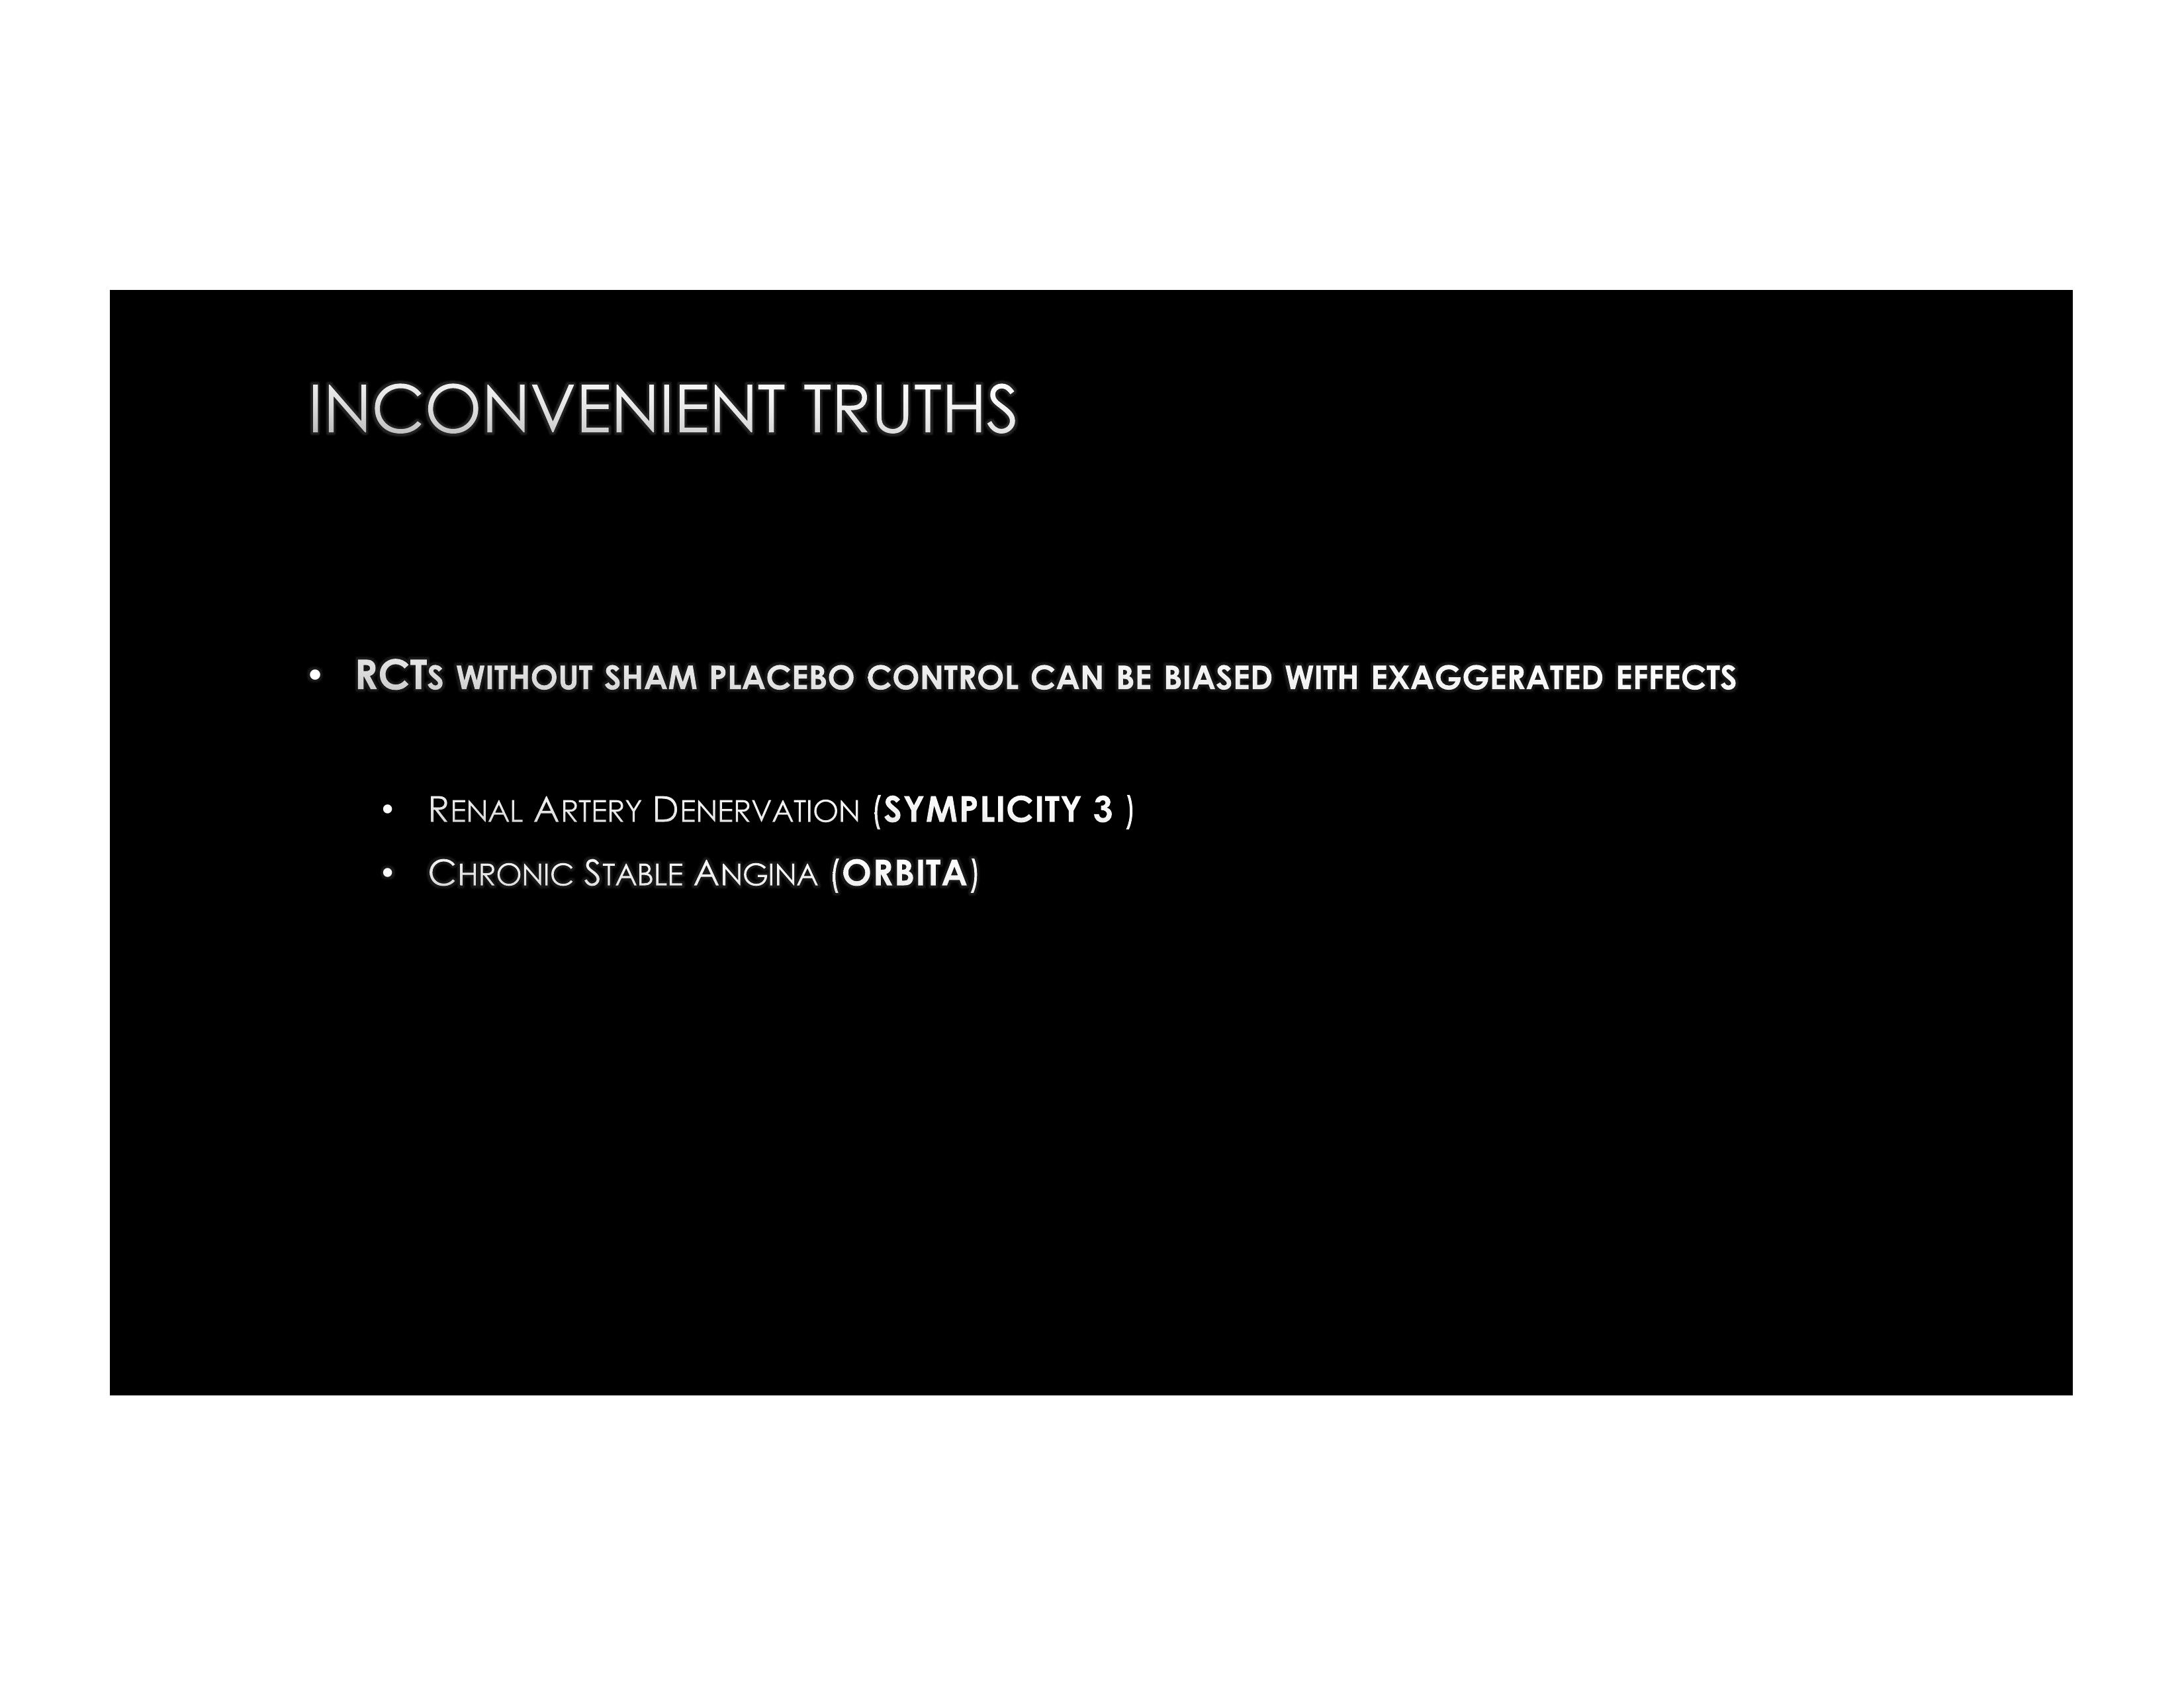 INCONVENIENT TRUTHS
• RCTS WITHOUT SHAM PLACEBO CONTROL CAN BE BIASED WITH EXAGGERATED EFFECTS
• RENAL ARTERY DENERVATION (SYMPLICITY 3 )
• CHRONIC STABLE ANGINA (ORBITA)